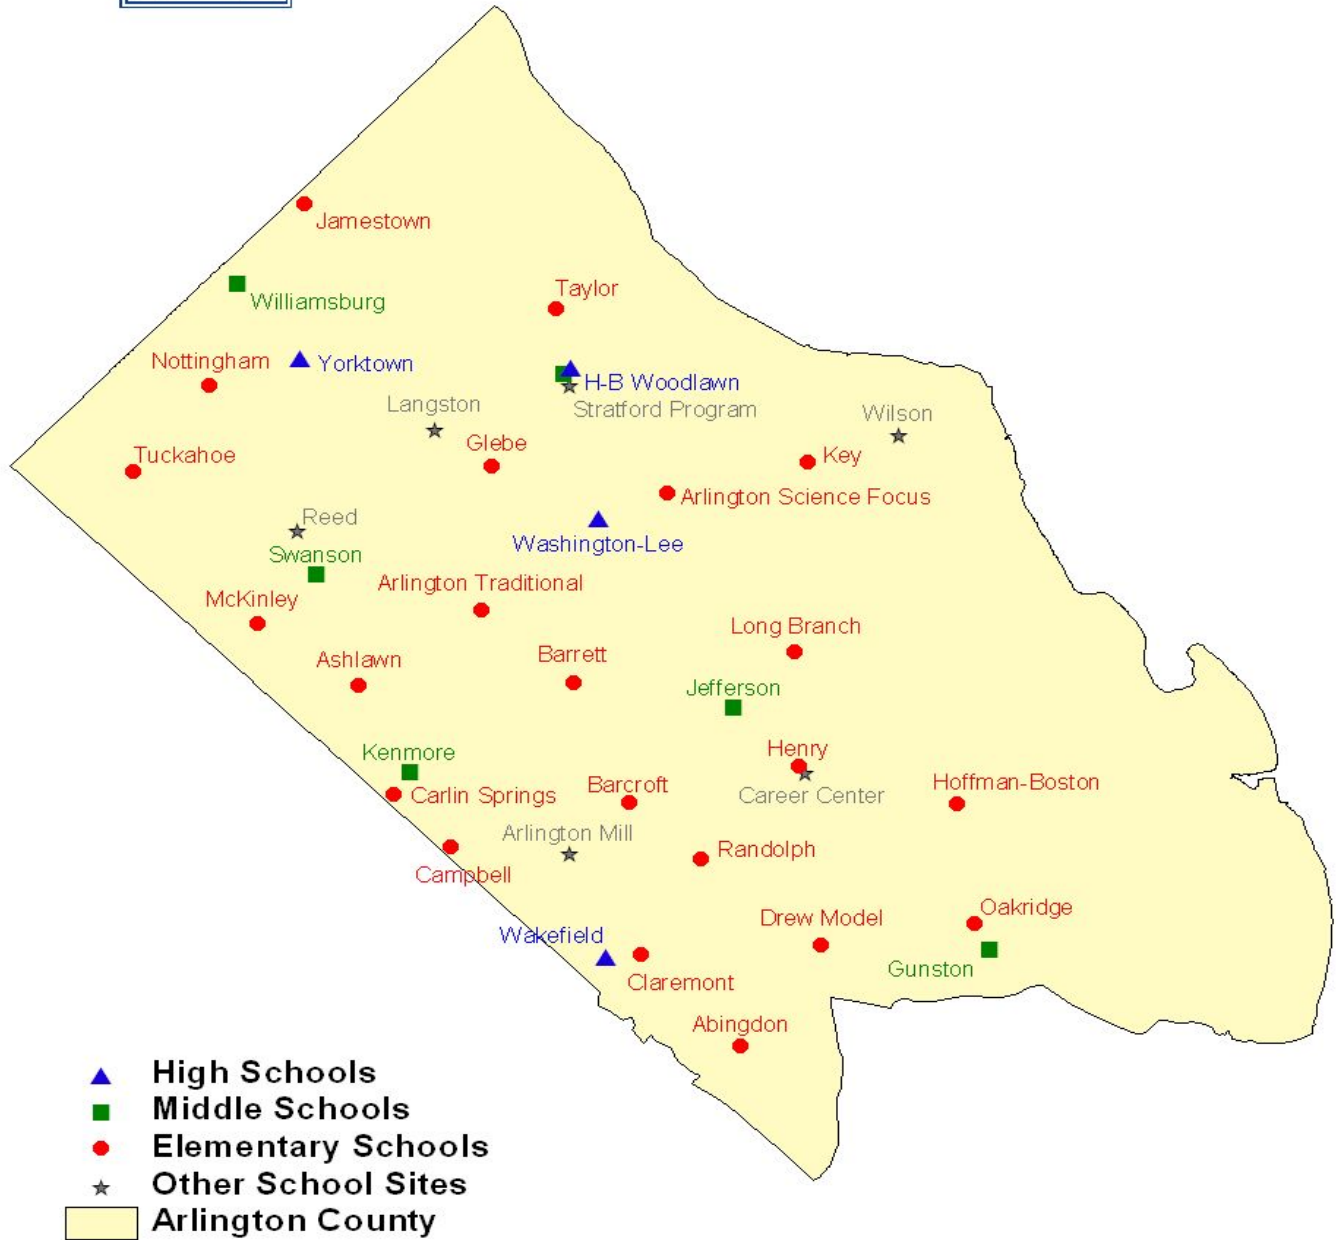 Jamestown
Williamsburg
Taylor
Nottingham
Yorktown
H-B Woodlawn
Langston
Stratford Program
Wilson
Glebe
Tuckahoe
Key
Arlington Science Focus
Reed
Washington-Lee
Swanson
Arlington Traditional
McKinley
Long Branch
Barrett
Ashlawn
Jefferson
Kenmore
Henry
Hoffman-Boston
Barcroft
Carlin Springs
Career Center
Arlington Mill
Randolph
Campbell
Oakridge
Drew Model
Wakefield
Gunston
Claremont
Abingdon
High Schools
Middle Schools
Elementary Schools
Other School Sites
Arlington County